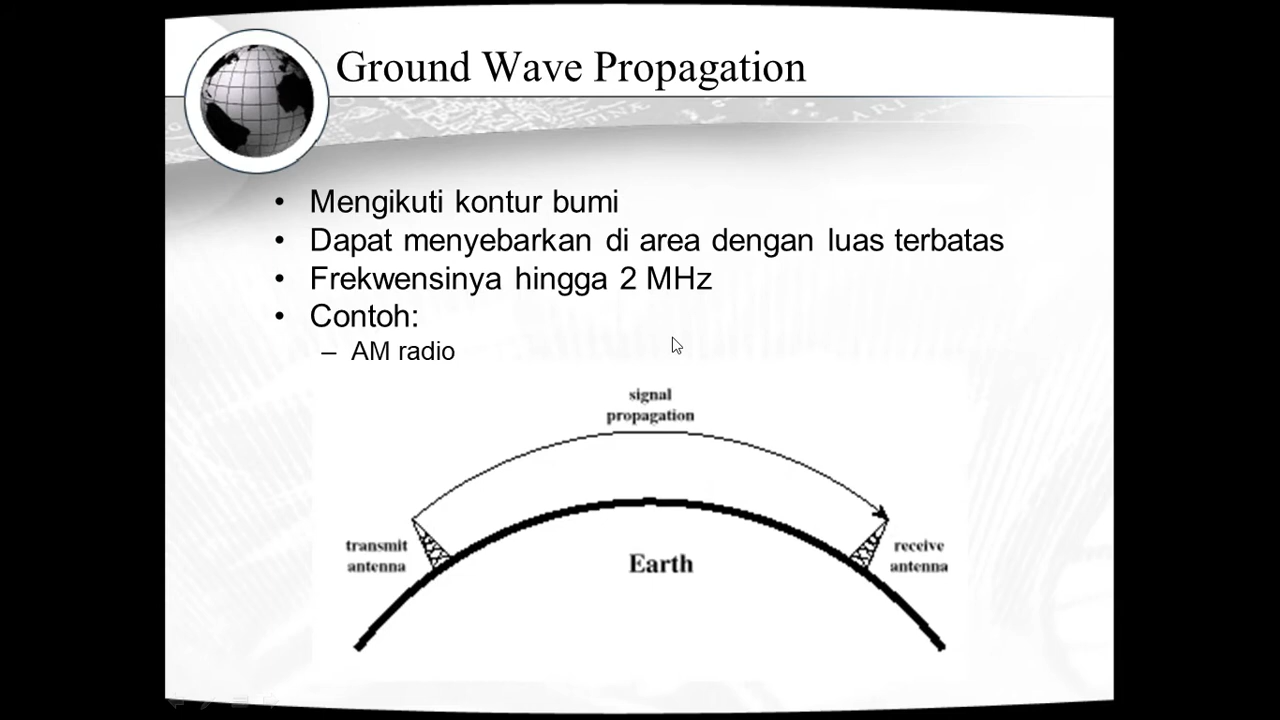 Ground Wave Propagation
• Mengikuti kontur bumi
• Dapat menyebarkan di area dengan luas terbatas
• Frekwensinya hingga 2 MHz
• Contoh:
– AM radio
signal
propagation
transmit
antenna
Earth
receive
antenna